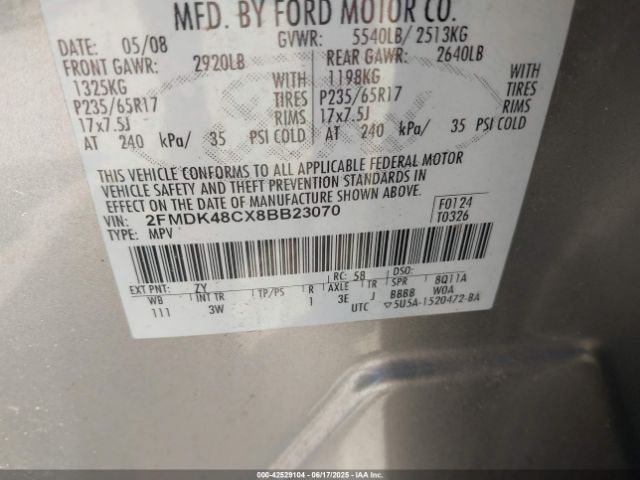 MFD. BY FORD MOTOR CO.
DATE: 05/08 GVWR: 5540LB/ 2513KG
FRONT GAWR: 2920LB REAR GAWR: 2640LB
1325KG WITH 1198KG WITH
P235/65R17 TIRES P235/65R17 TIRES
17x7.5J RIMS 17x7.5J RIMS
AT 240 kPa/ 35 PSI COLD AT 240 kPa/ 35 PSI COLD
THIS VEHICLE CONFORMS TO ALL APPLICABLE FEDERAL MOTOR
VEHICLE SAFETY AND THEFT PREVENTION STANDARDS IN
EFFECT ON THE DATE OF MANUFACTURE SHOWN ABOVE.
VIN: 2FMDK48CX8BB23070 F0124
TYPE: MPV T0326
EXT PNT: ZY RC: 58 DSO:
WB INT TR TP/PS R AXLE TR SPR 8Q11A
111 3W 1 3E J BBBB W0A
UTC ▽5U5A-1520472-BA
000-42529104 06/17/2025 IAAI.COM